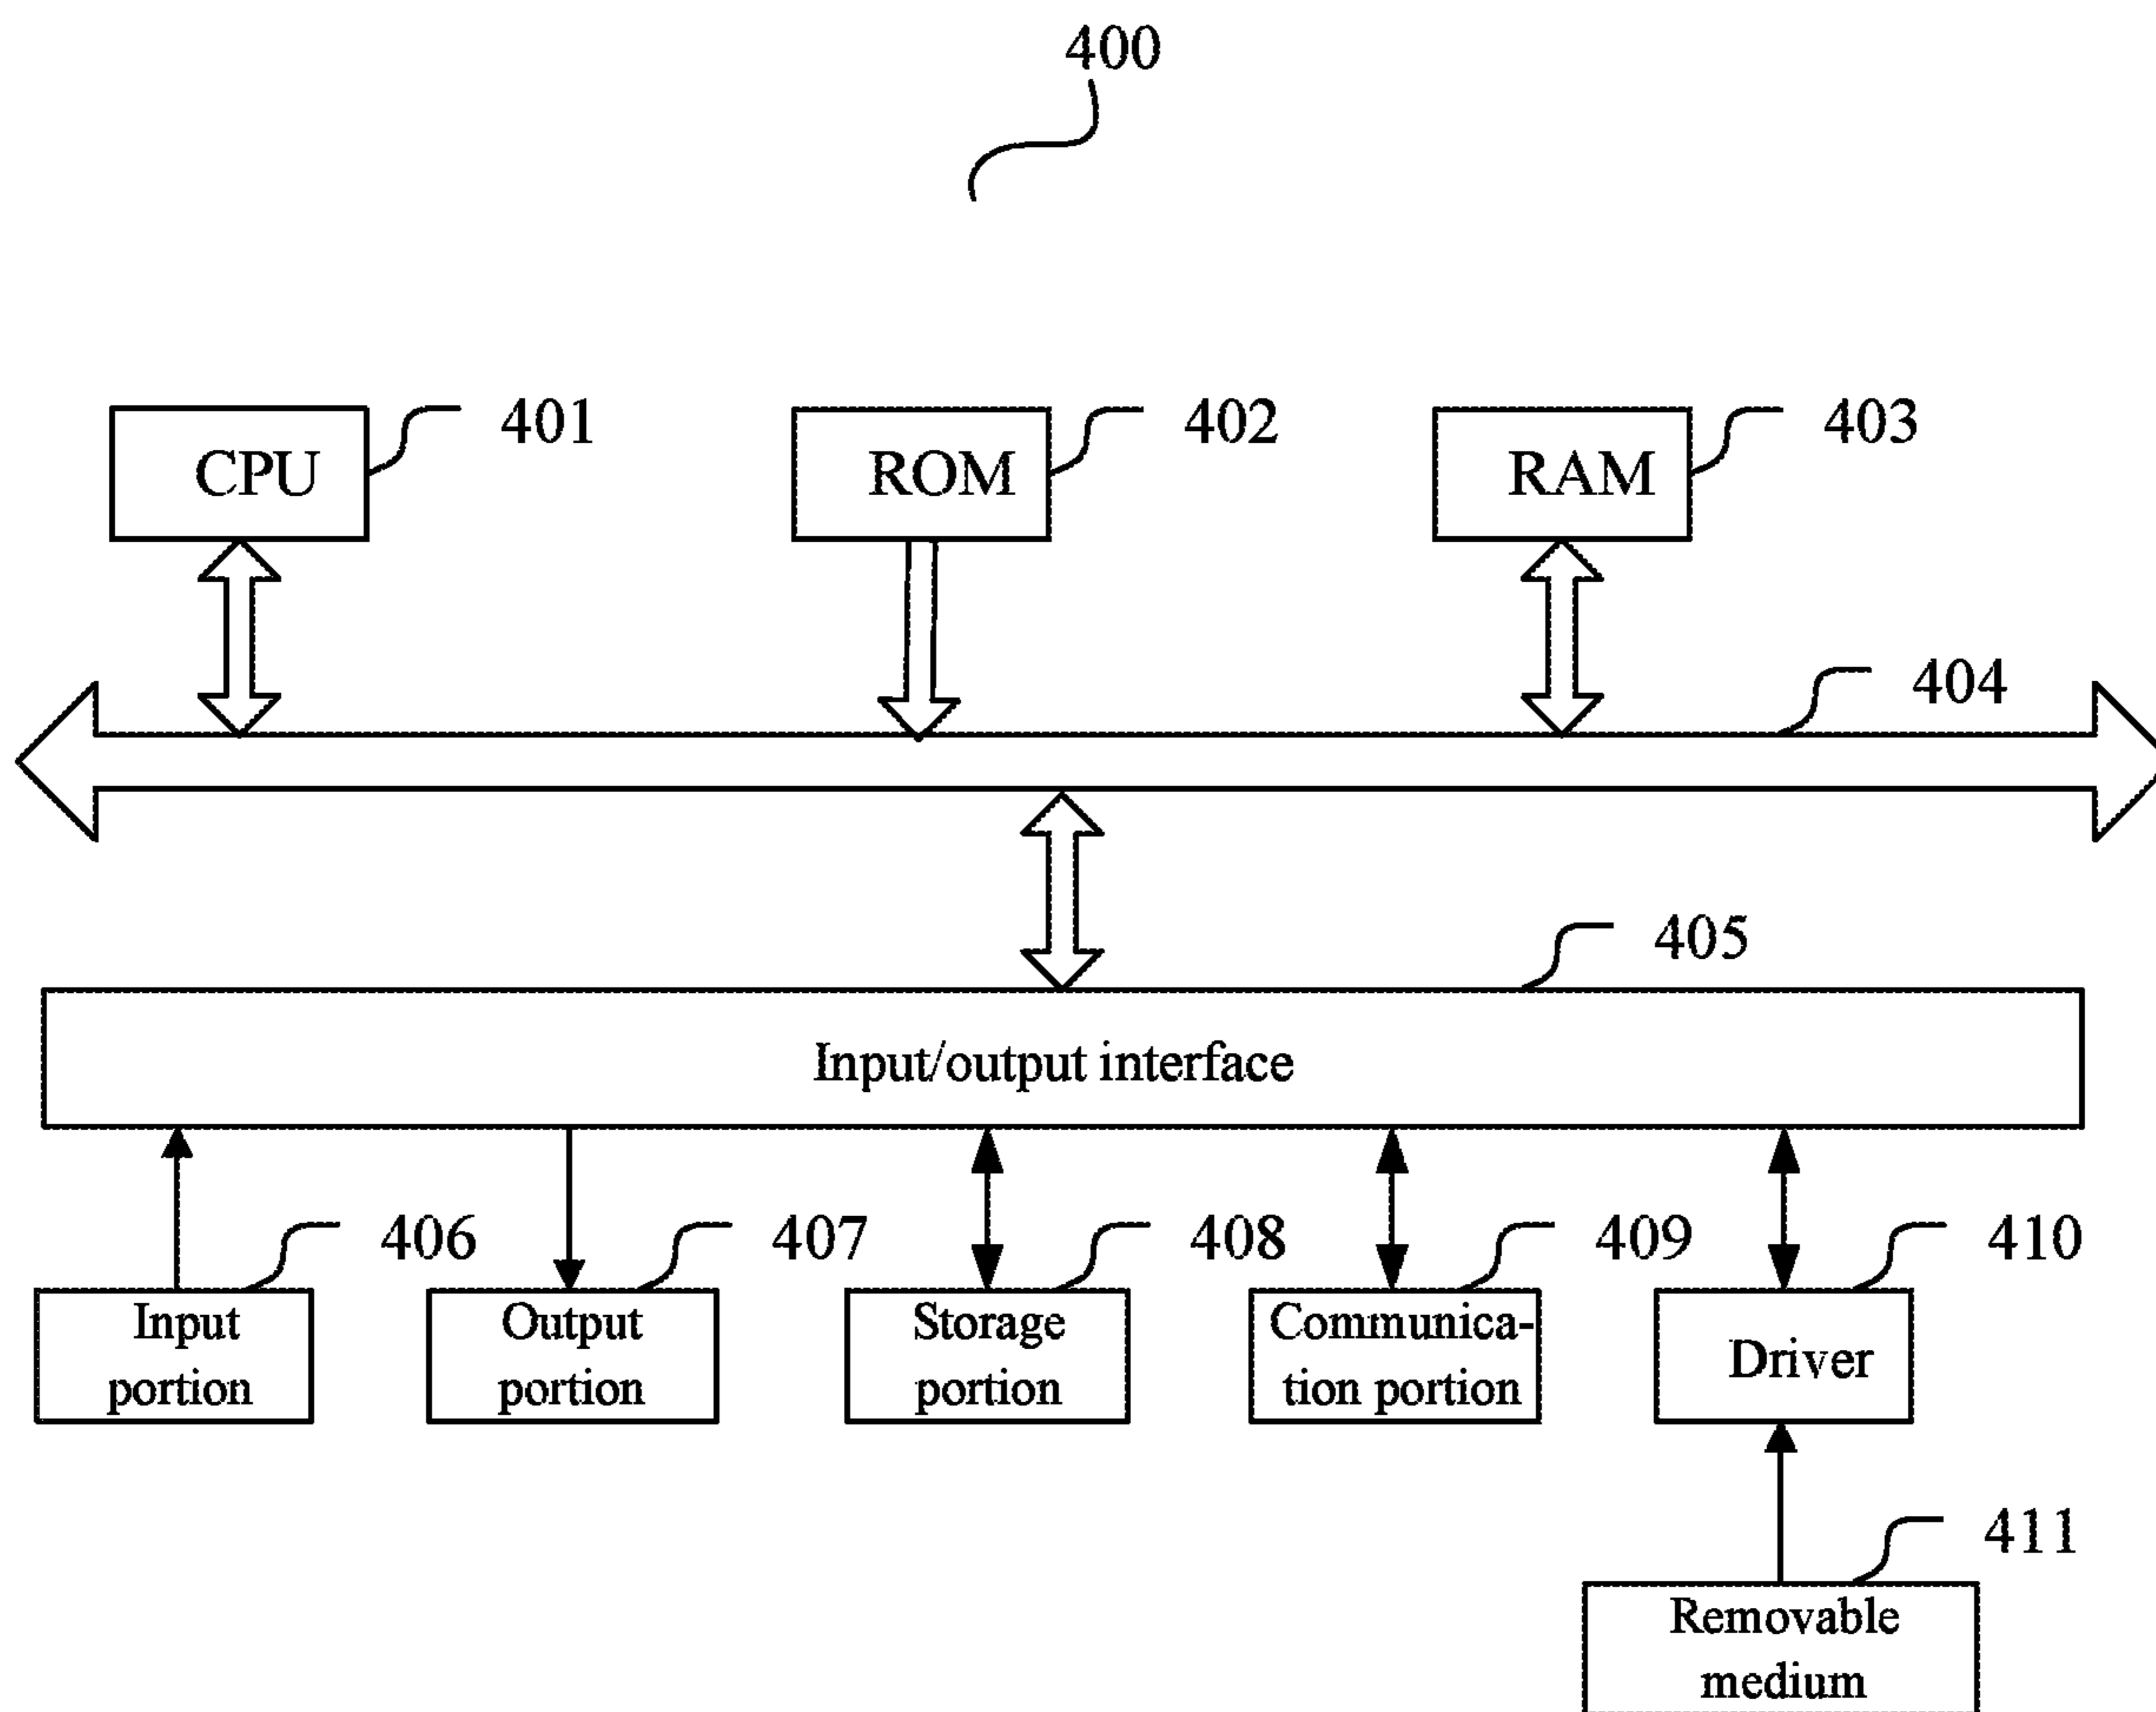 400
CPU
401
ROM
402
RAM
403
404
405
Input/output interface
406
407
408
409
410
Input
portion
Output
portion
Storage
portion
Communica-
tion portion
Driver
411
Removable
medium